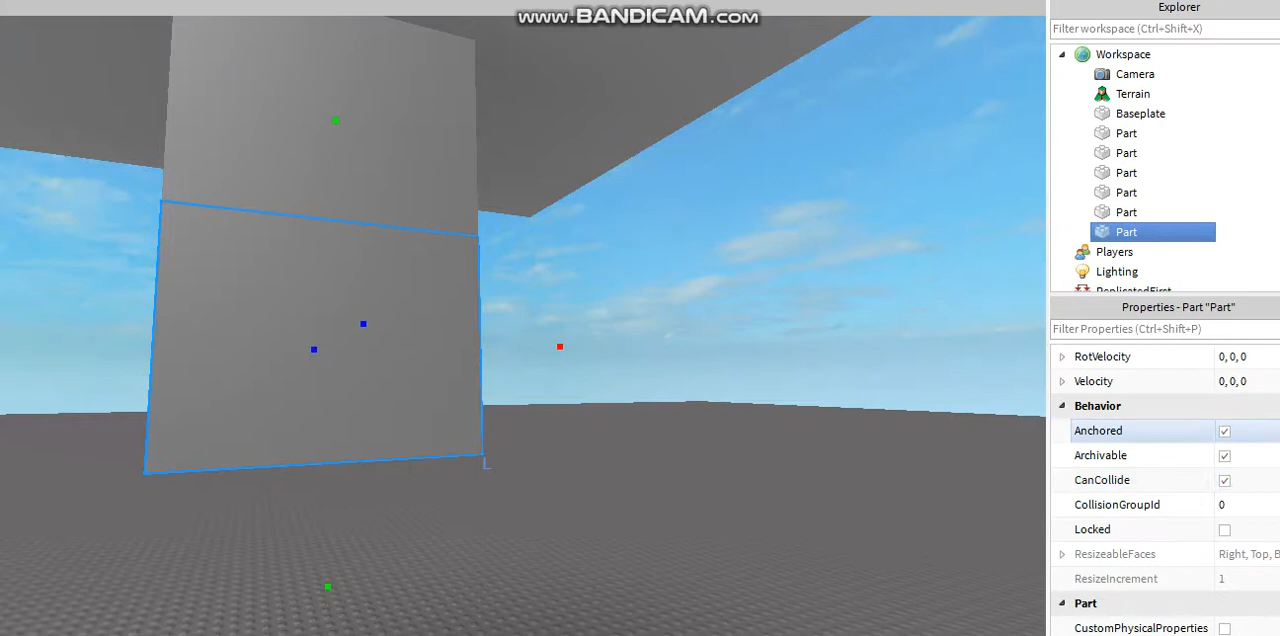 www.BANDICAM.com
Explorer
Filter workspace (Ctrl+Shift+X)
Workspace
Camera
Terrain
Baseplate
Part
Part
Part
Part
Part
Part
Players
Lighting
ReplicatedFirst
Properties - Part "Part"
Filter Properties (Ctrl+Shift+P)
RotVelocity 0, 0, 0
Velocity 0, 0, 0
Behavior
Anchored
Archivable
CanCollide
CollisionGroupId 0
Locked
ResizeableFaces Right, Top, B
ResizeIncrement 1
Part
CustomPhysicalProperties